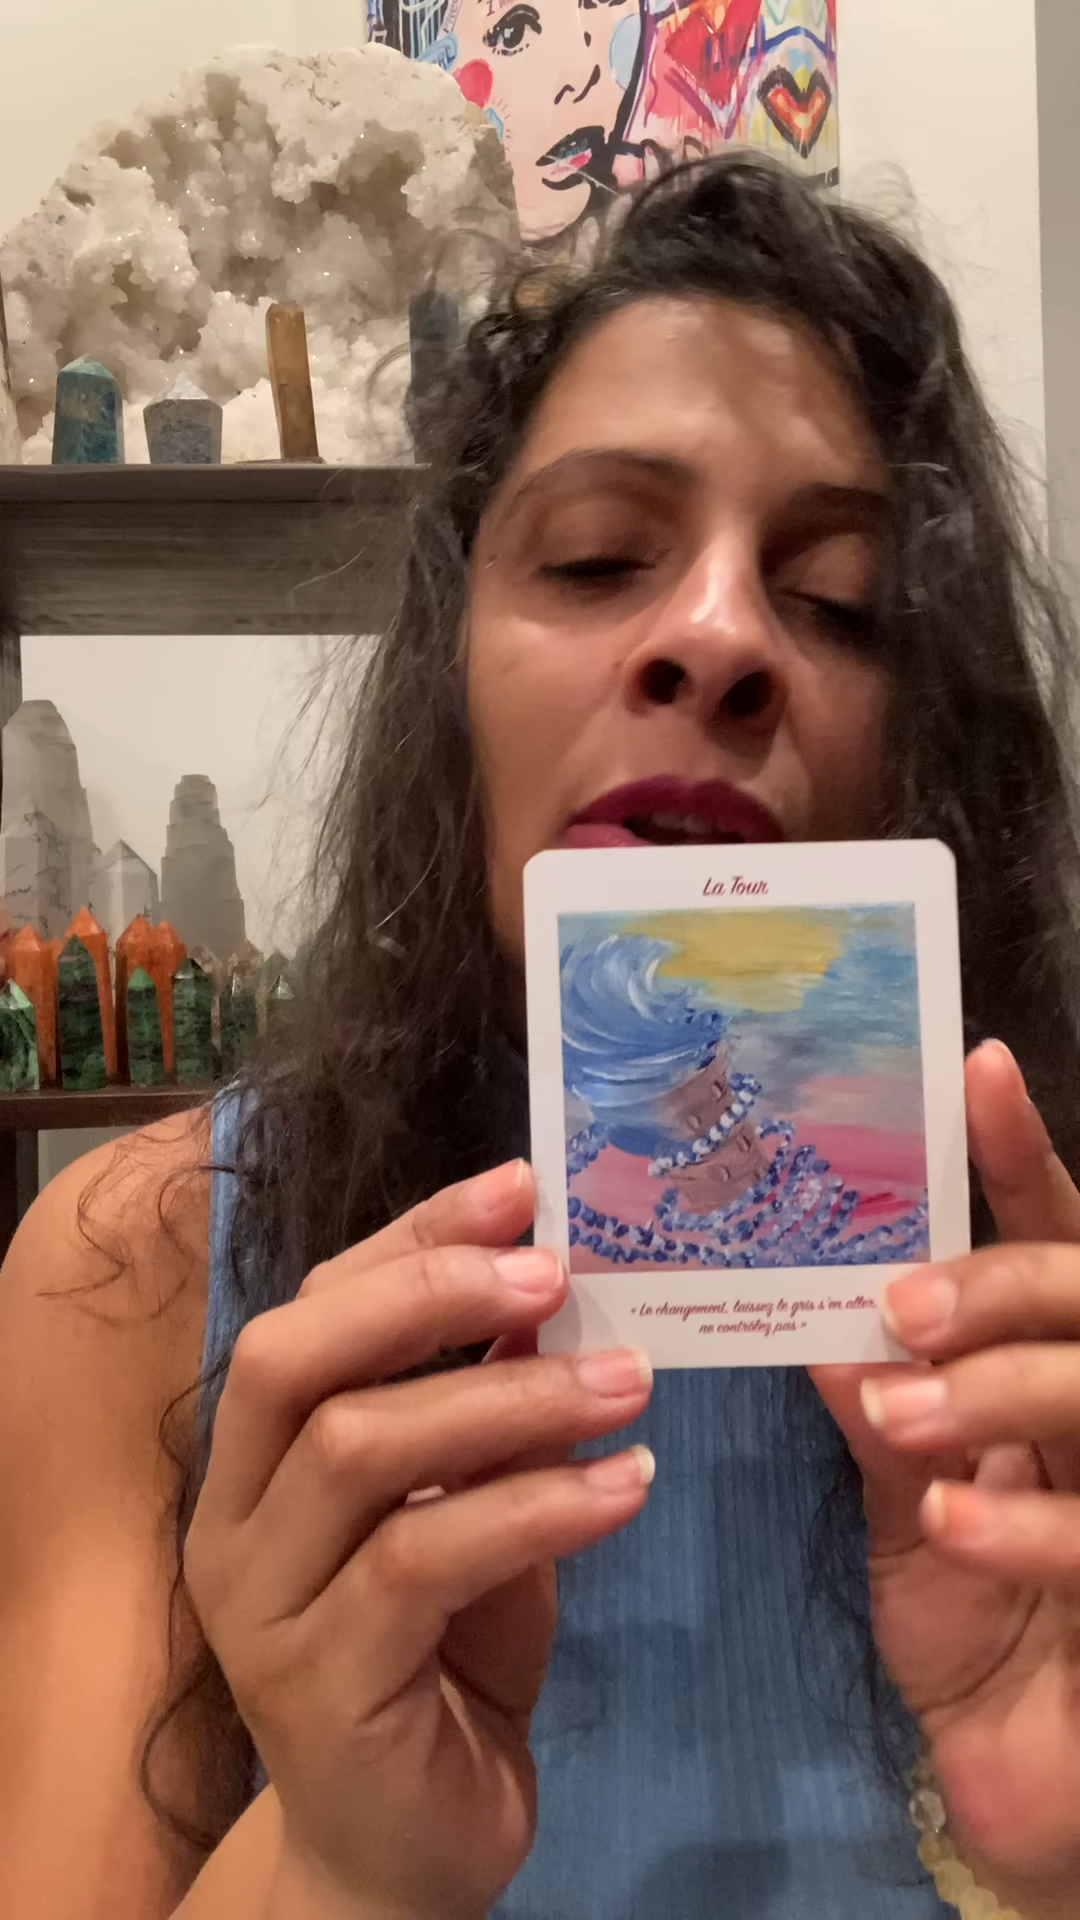 La Tour
« Le changement, laissez le gris s'en aller,
ne contrôlez pas »